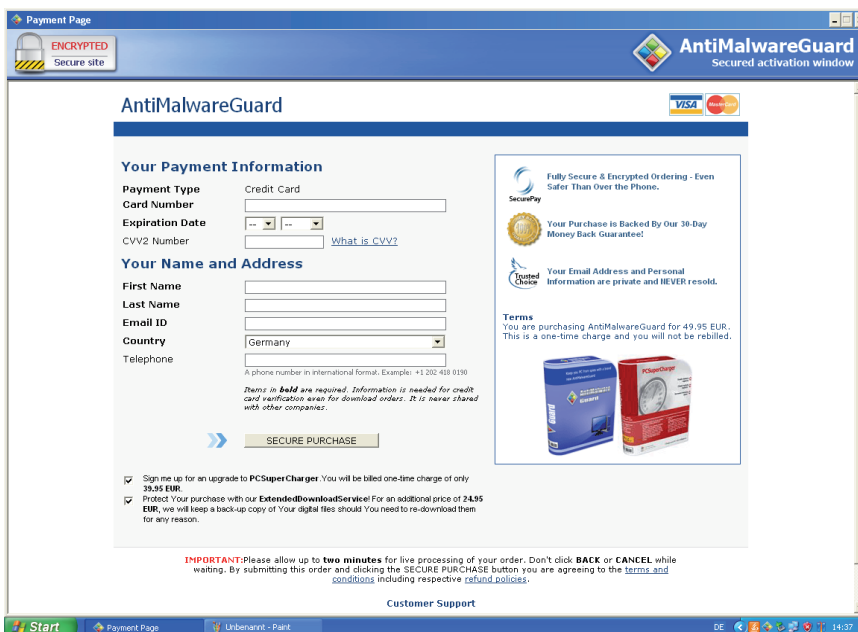 Payment Page
ENCRYPTED
Secure site
AntiMalwareGuard
Secured activation window
AntiMalwareGuard
VISA MasterCard
Your Payment Information
Payment Type Credit Card
Card Number
Expiration Date -- --
CVV2 Number What is CVV?
Your Name and Address
First Name
Last Name
Email ID
Country Germany
Telephone
A phone number in international format. Example: +1 202 418 0190
Items in bold are required. Information is needed for credit
card verification even for download orders. It is never shared
with other companies.
SECURE PURCHASE
SecurePay
Fully Secure & Encrypted Ordering - Even
Safer Than Over the Phone.
Your Purchase is Backed By Our 30-Day
Money Back Guarantee!
Trusted
Choice
Your Email Address and Personal
Information are private and NEVER resold.
Terms
You are purchasing AntiMalwareGuard for 49.95 EUR.
This is a one-time charge and you will not be rebilled.
Guard
Guard
PCSuperCharger
Sign me up for an upgrade to PCSuperCharger.You will be billed one-time charge of only
39.95 EUR.
Protect Your purchase with our ExtendedDownloadService! For an additional price of 24.95
EUR, we will keep a back-up copy of Your digital files should You need to re-download them
for any reason.
IMPORTANT:Please allow up to two minutes for live processing of your order. Don't click BACK or CANCEL while
waiting. By submitting this order and clicking the SECURE PURCHASE button you are agreeing to the terms and
conditions including respective refund policies.
Customer Support
Start Payment Page Unbenannt - Paint DE 14:37